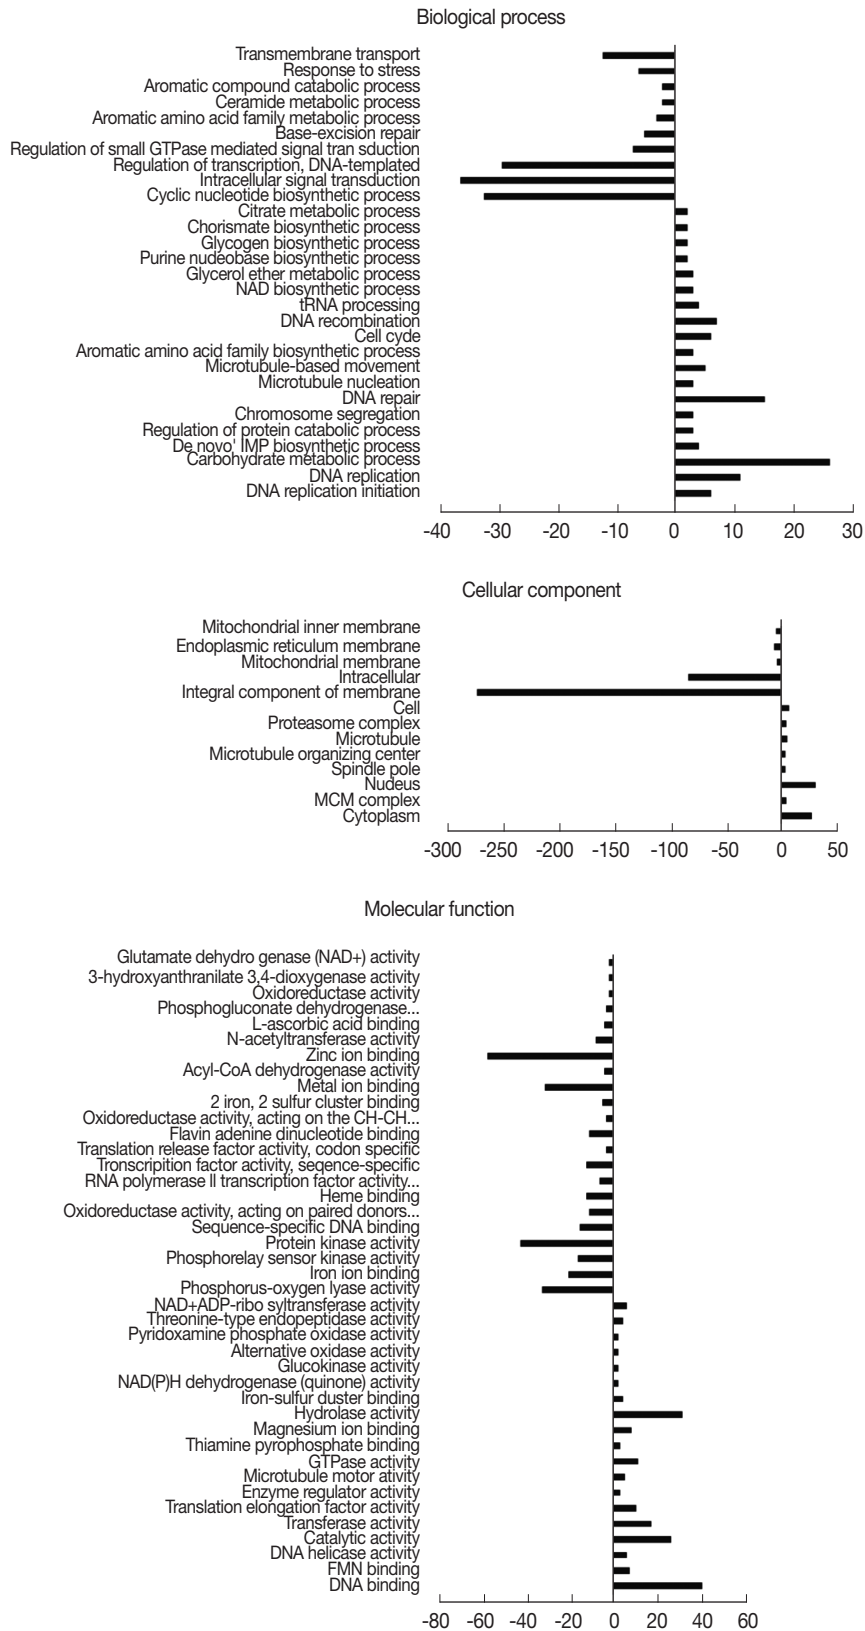 Biological process
Transmembrane transport
Response to stress
Aromatic compound catabolic process
Ceramide metabolic process
Aromatic amino acid family metabolic process
Base-excision repair
Regulation of small GTPase mediated signal tran sduction
Regulation of transcription, DNA-templated
Intracellular signal transduction
Cyclic nucleotide biosynthetic process
Citrate metabolic process
Chorismate biosynthetic process
Glycogen biosynthetic process
Purine nudeobase biosynthetic process
Glycerol ether metabolic process
NAD biosynthetic process
tRNA processing
DNA recombination
Cell cyde
Aromatic amino acid family biosynthetic process
Microtubule-based movement
Microtubule nucleation
DNA repair
Chromosome segregation
Regulation of protein catabolic process
De novo' IMP biosynthetic process
Carbohydrate metabolic process
DNA replication
DNA replication initiation
-40 -30 -20 -10 0 10 20 30
Cellular component
Mitochondrial inner membrane
Endoplasmic reticulum membrane
Mitochondrial membrane
Intracellular
Integral component of membrane
Cell
Proteasome complex
Microtubule
Microtubule organizing center
Spindle pole
Nudeus
MCM complex
Cytoplasm
-300 -250 -200 -150 -100 -50 0 50
Molecular function
Glutamate dehydro genase (NAD+) activity
3-hydroxyanthranilate 3,4-dioxygenase activity
Oxidoreductase activity
Phosphogluconate dehydrogenase...
L-ascorbic acid binding
N-acetyltransferase activity
Zinc ion binding
Acyl-CoA dehydrogenase activity
Metal ion binding
2 iron, 2 sulfur cluster binding
Oxidoreductase activity, acting on the CH-CH...
Flavin adenine dinucleotide binding
Translation release factor activity, codon specific
Tronscripition factor activity, seqence-specific
RNA polymerase II transcription factor activity...
Heme binding
Oxidoreductase activity, acting on paired donors...
Sequence-specific DNA binding
Protein kinase activity
Phosphorelay sensor kinase activity
Iron ion binding
Phosphorus-oxygen lyase activity
NAD+ADP-ribo syltransferase activity
Threonine-type endopeptidase activity
Pyridoxamine phosphate oxidase activity
Alternative oxidase activity
Glucokinase activity
NAD(P)H dehydrogenase (quinone) activity
Iron-sulfur duster binding
Hydrolase activity
Magnesium ion binding
Thiamine pyrophosphate binding
GTPase activity
Microtubule motor ativity
Enzyme regulator activity
Translation elongation factor activity
Transferase activity
Catalytic activity
DNA helicase activity
FMN binding
DNA binding
-80 -60 -40 -20 0 20 40 60